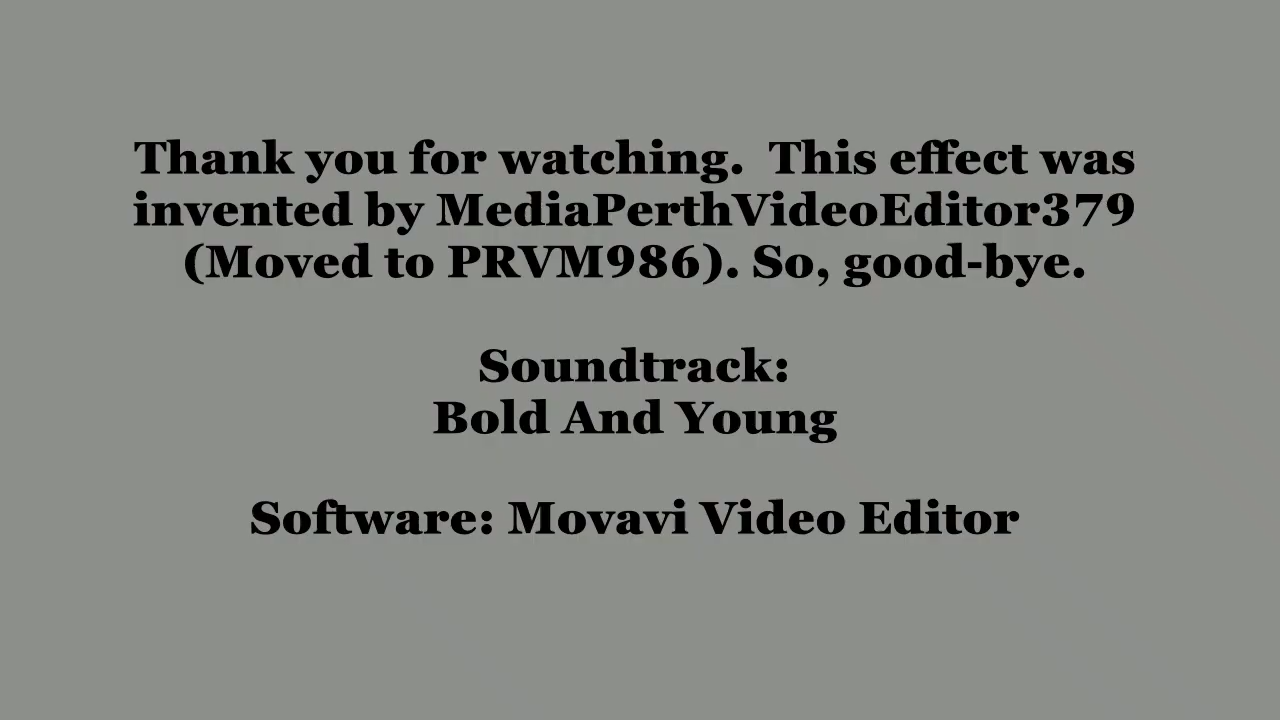 Thank you for watching.  This effect was
invented by MediaPerthVideoEditor379
(Moved to PRVM986). So, good-bye.
Soundtrack:
Bold And Young
Software: Movavi Video Editor